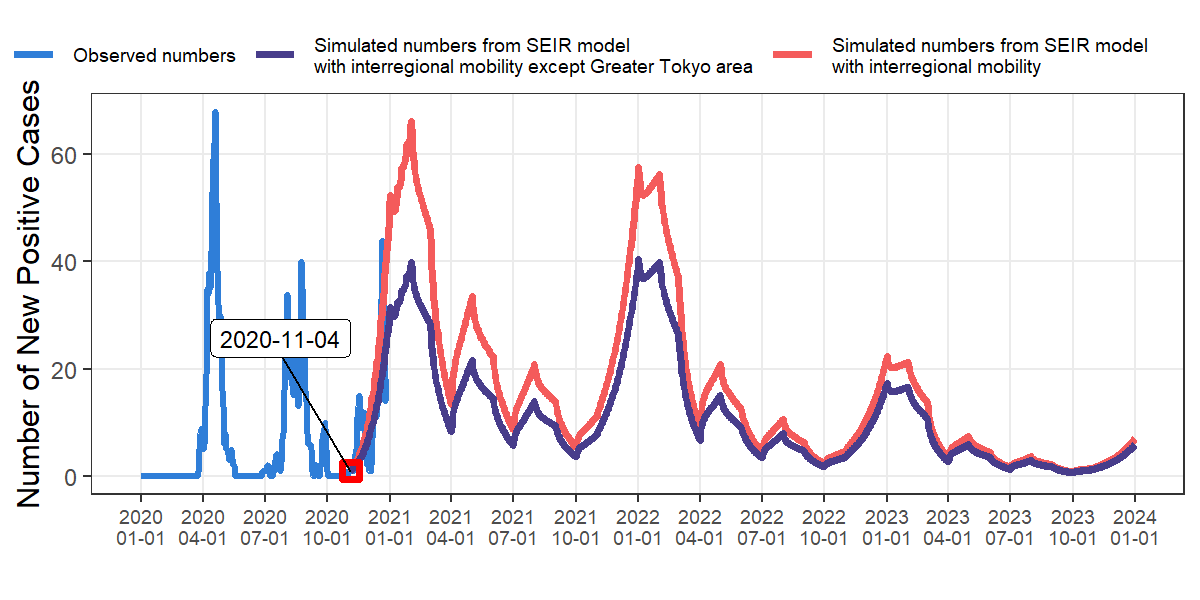 Observed numbers
Simulated numbers from SEIR model
with interregional mobility except Greater Tokyo area
Simulated numbers from SEIR model
with interregional mobility
Number of New Positive Cases
60
40
20
0
2020-11-04
2020 2020 2020 2020 2021 2021 2021 2021 2022 2022 2022 2022 2023 2023 2023 2023 2024
01-01 04-01 07-01 10-01 01-01 04-01 07-01 10-01 01-01 04-01 07-01 10-01 01-01 04-01 07-01 10-01 01-01